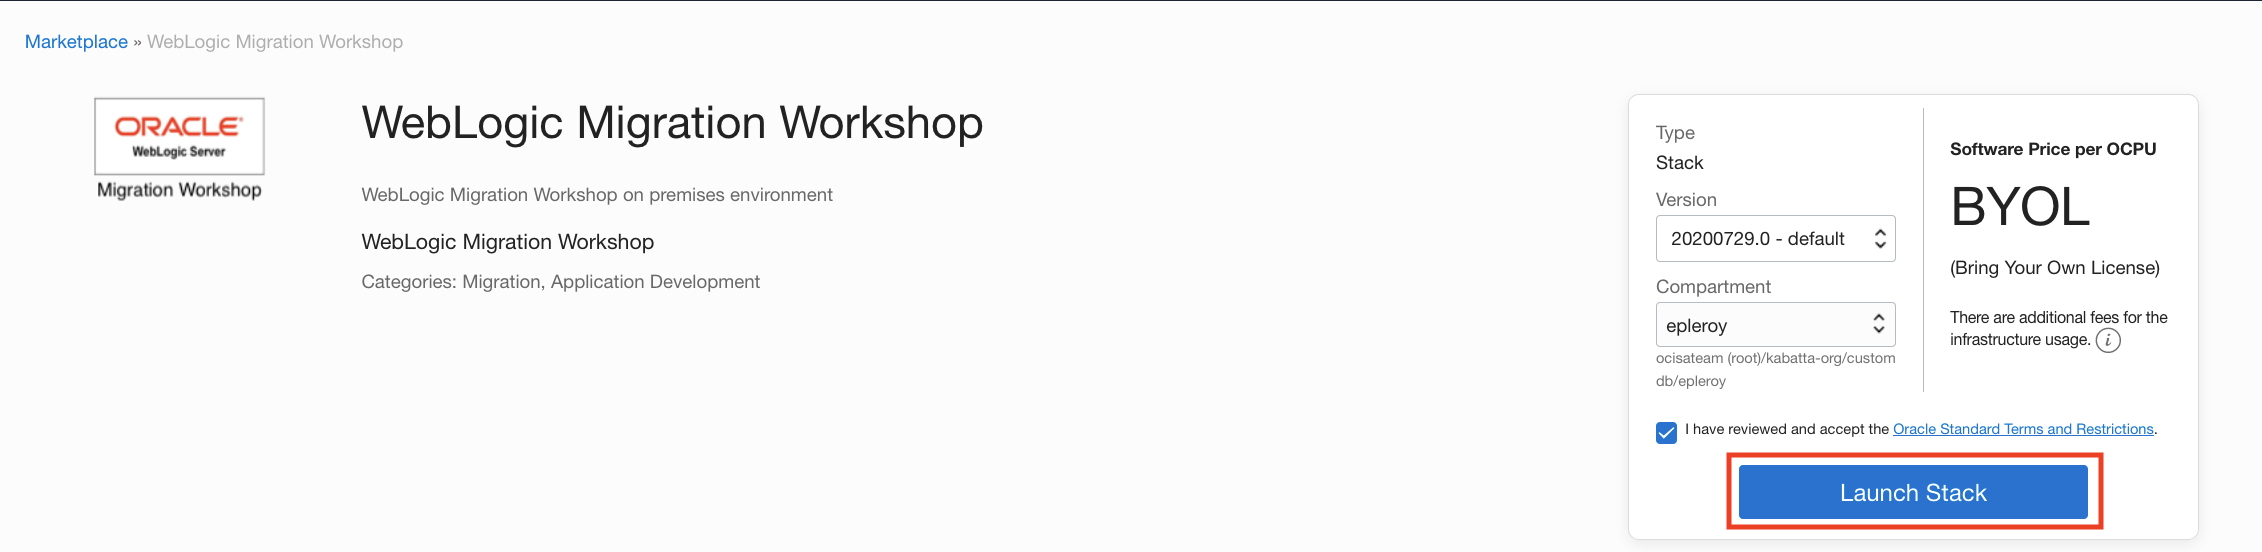 Marketplace » WebLogic Migration Workshop
ORACLE
WebLogic Server
Migration Workshop
WebLogic Migration Workshop
WebLogic Migration Workshop on premises environment
WebLogic Migration Workshop
Categories: Migration, Application Development
Type
Stack
Version
20200729.0 - default
Compartment
epleroy
ocisateam (root)/kabatta-org/custom
db/epleroy
Software Price per OCPU
BYOL
(Bring Your Own License)
There are additional fees for the
infrastructure usage. i
I have reviewed and accept the Oracle Standard Terms and Restrictions.
Launch Stack